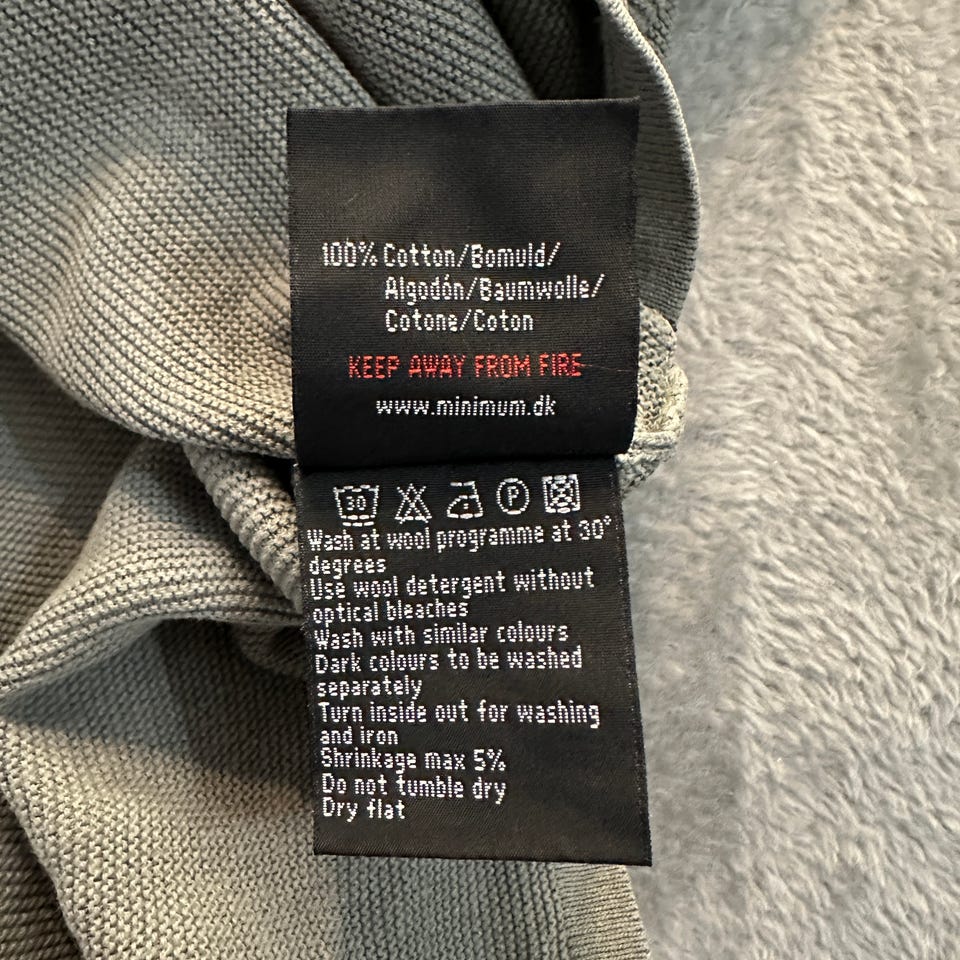 100% Cotton/Bomuld/
Algodón/Baumwolle/
Cotone/Coton
KEEP AWAY FROM FIRE
www.minimum.dk
30 P
Wash at wool programme at 30°
degrees
Use wool detergent without
optical bleaches
Wash with similar colours
Dark colours to be washed
separately
Turn inside out for washing
and iron
Shrinkage max 5%
Do not tumble dry
Dry flat